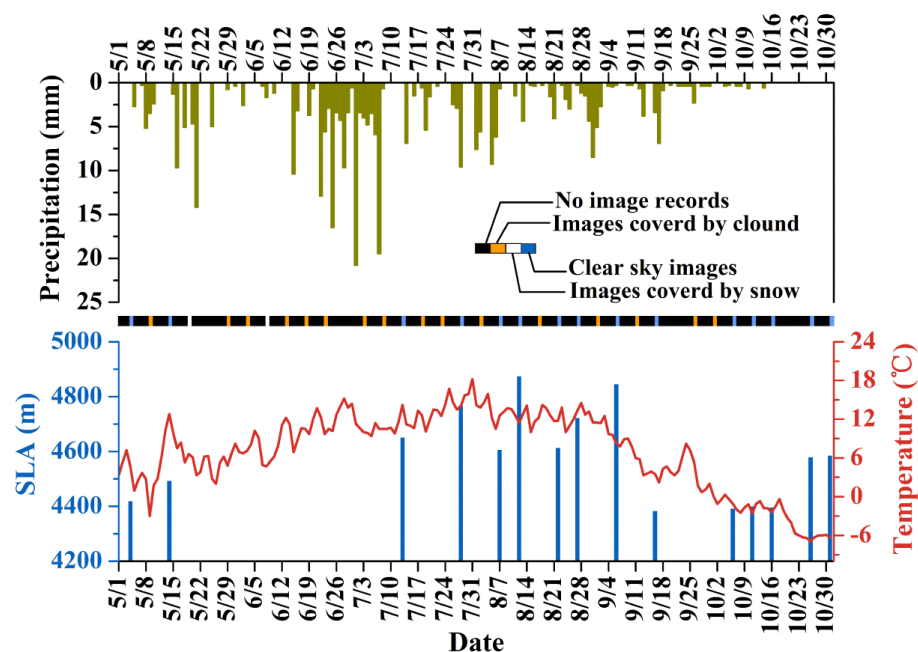 5/1 5/8 5/15 5/22 5/29 6/5 6/12 6/19 6/26 7/3 7/10 7/17 7/24 7/31 8/7 8/14 8/21 8/28 9/4 9/11 9/18 9/25 10/2 10/9 10/16 10/23 10/30
Precipitation (mm)
0
5
10
15
20
25
No image records
Images coverd by clound
Clear sky images
Images coverd by snow
SLA (m)
5000
4800
4600
4400
4200
24
18
12
6
0
-6
Temperature (℃)
5/1 5/8 5/15 5/22 5/29 6/5 6/12 6/19 6/26 7/3 7/10 7/17 7/24 7/31 8/7 8/14 8/21 8/28 9/4 9/11 9/18 9/25 10/2 10/9 10/16 10/23 10/30
Date